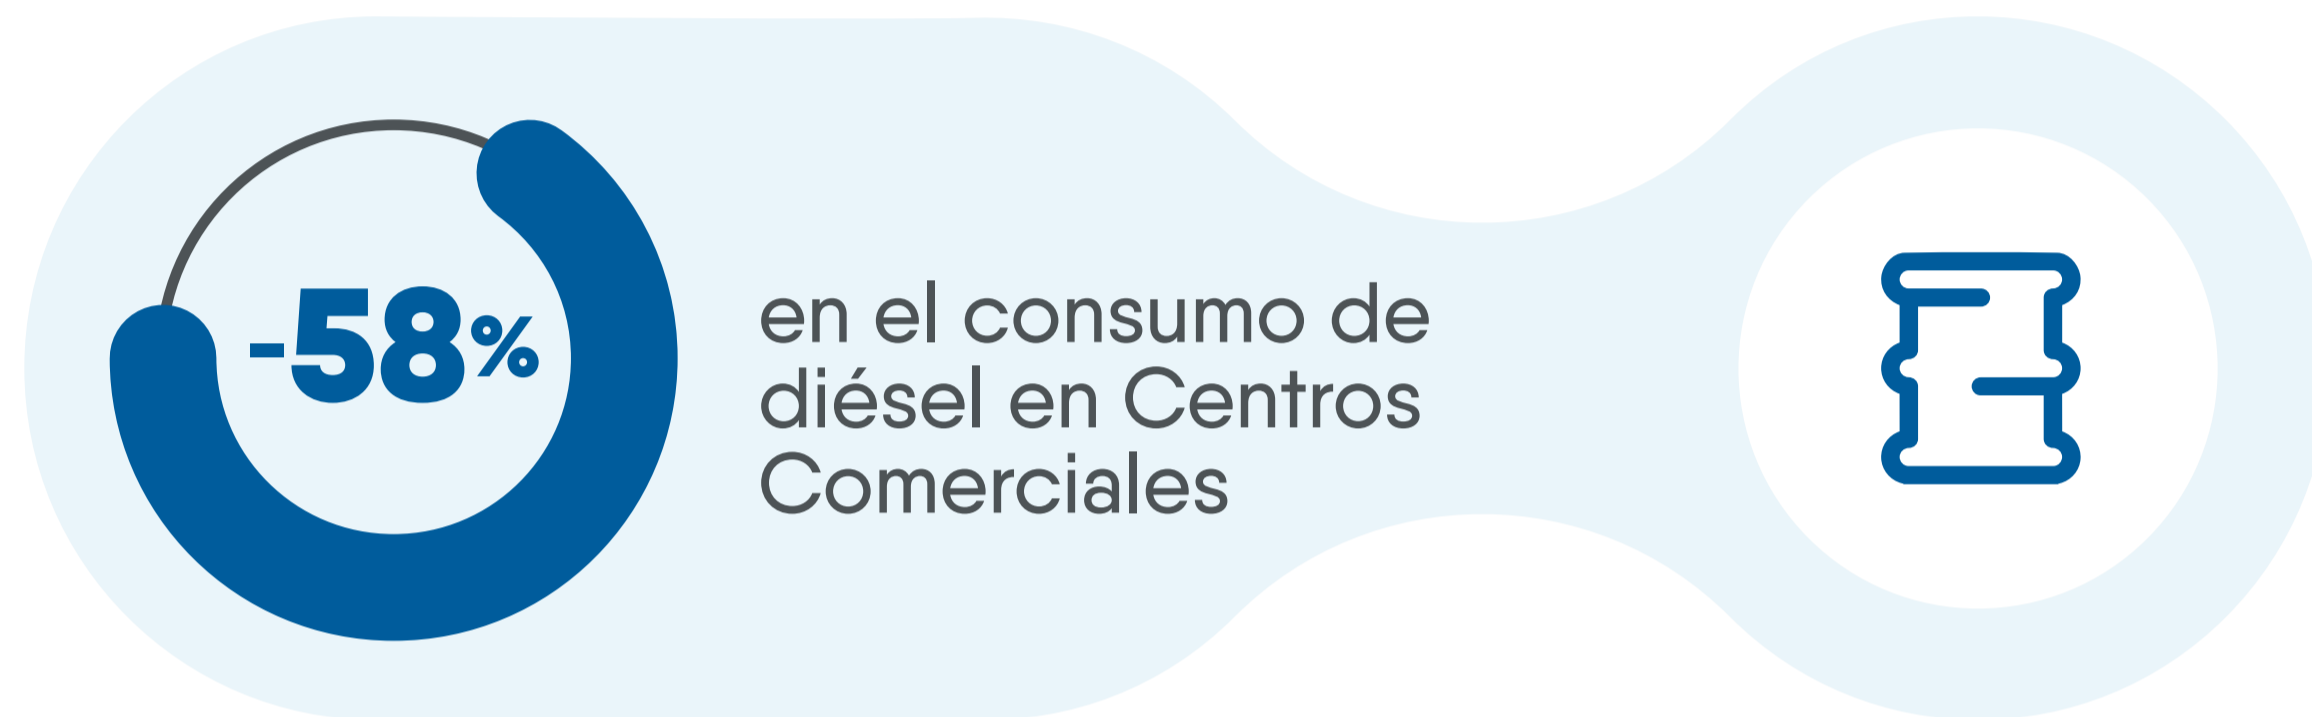 -58%
en el consumo de
diésel en Centros
Comerciales